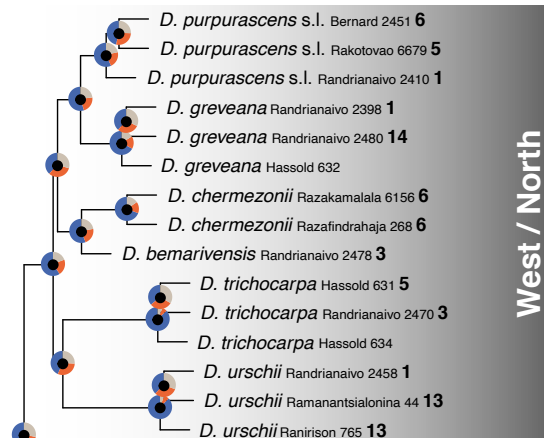 D. purpurascens s.l. Bernard 2451 6
D. purpurascens s.l. Rakotovao 6679 5
D. purpurascens s.l. Randrianaivo 2410 1
D. greveana Randrianaivo 2398 1
D. greveana Randrianaivo 2480 14
D. greveana Hassold 632
D. chermezonii Razakamalala 6156 6
D. chermezonii Razafindrahaja 268 6
D. bemarivensis Randrianaivo 2478 3
D. trichocarpa Hassold 631 5
D. trichocarpa Randrianaivo 2470 3
D. trichocarpa Hassold 634
D. urschii Randrianaivo 2458 1
D. urschii Ramanantsialonina 44 13
D. urschii Ranirison 765 13
West / North